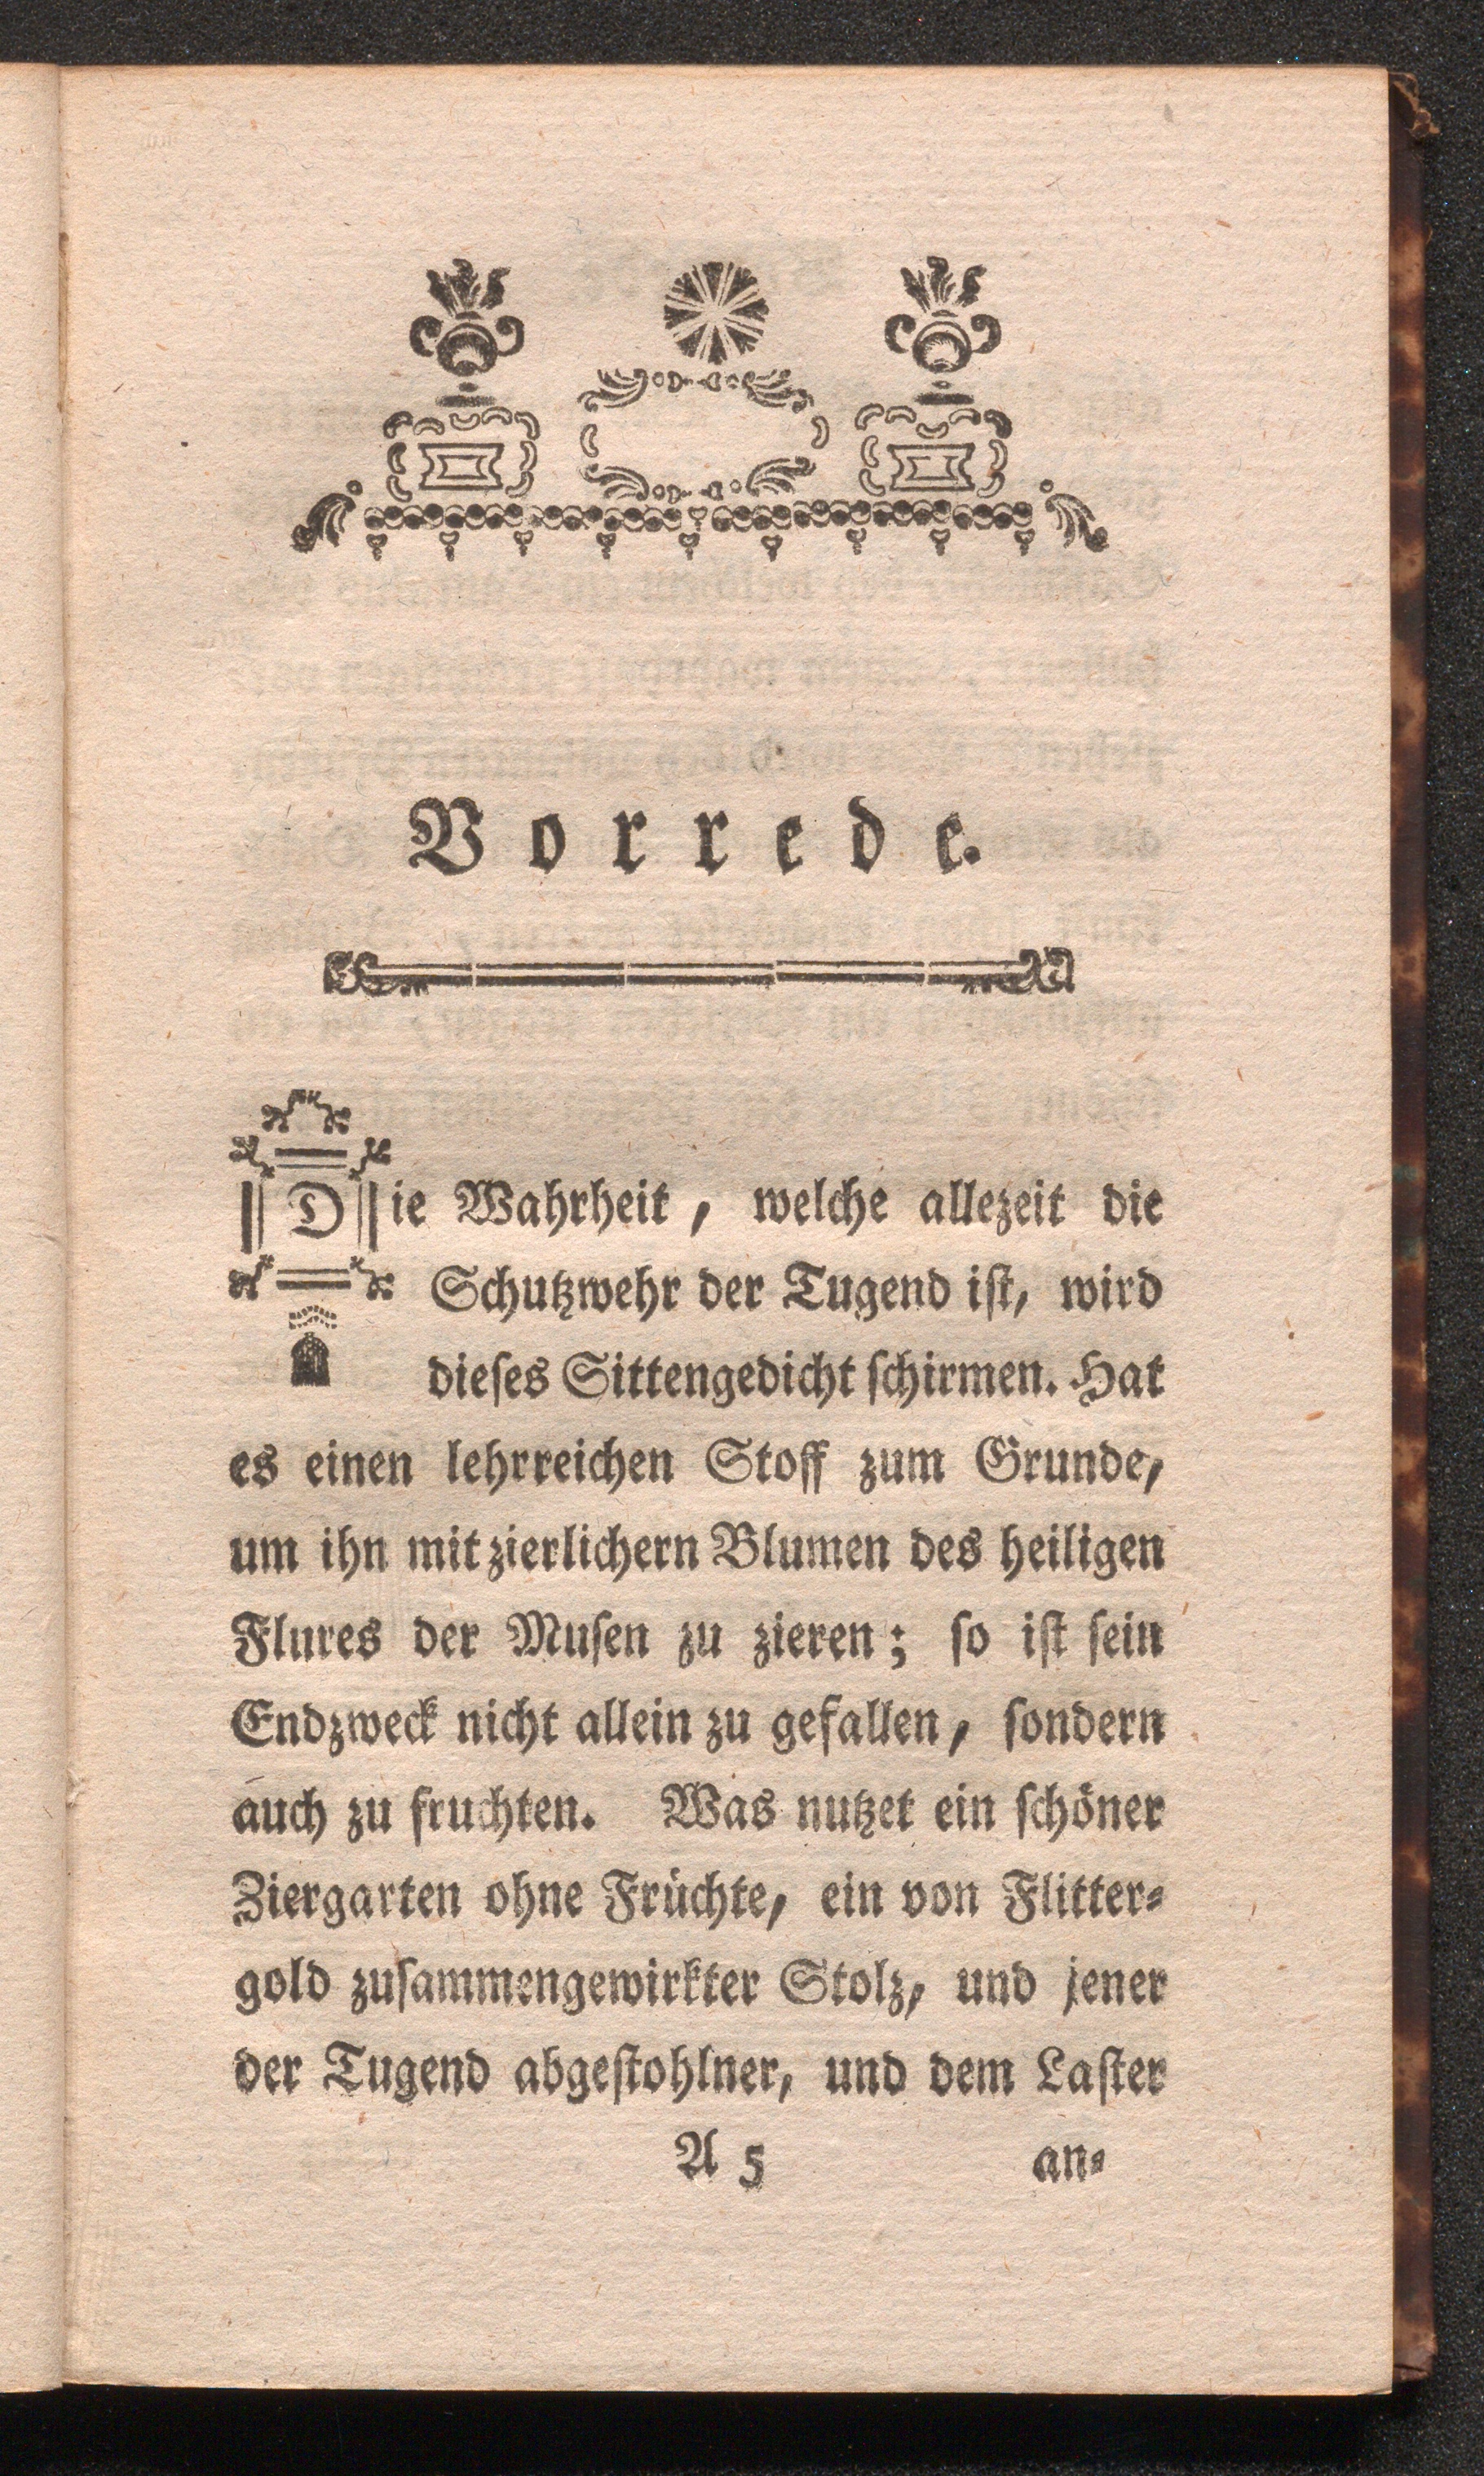 Vorrede.
Die Wahrheit, welche allezeit die
Schutzwehr der Tugend iſt, wird
dieſes Sittengedicht ſchirmen. Hat
es einen lehrreichen Stoff zum Grunde,
um ihn mit zierlichern Blumen des heiligen
Flures der Muſen zu zieren; ſo iſt ſein
Endzweck nicht allein zu gefallen, ſondern
auch zu fruchten. Was nutzet ein ſchöner
Ziergarten ohne Früchte, ein von Flitter⸗
gold zuſammengewirkter Stolz, und jener
der Tugend abgeſtohlner, und dem Laſter
A 5 an⸗